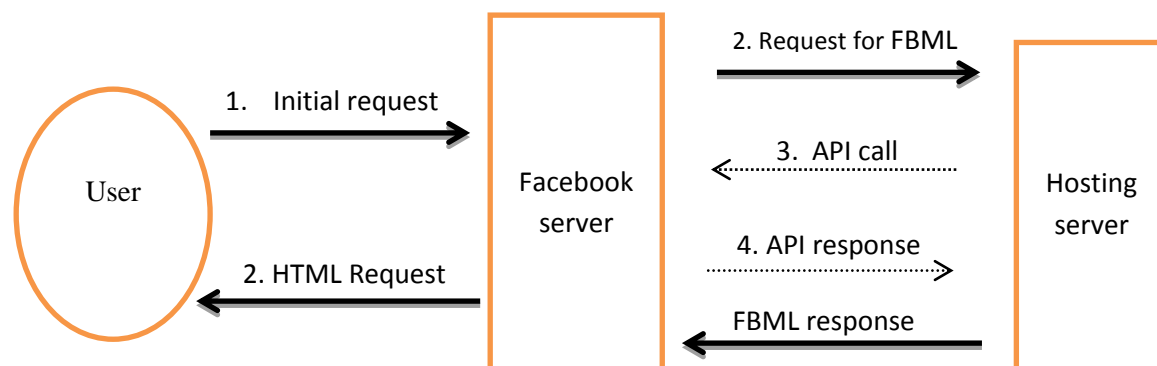 2. Request for FBML
1. Initial request
3. API call
User
Facebook
server
Hosting
server
4. API response
2. HTML Request
FBML response